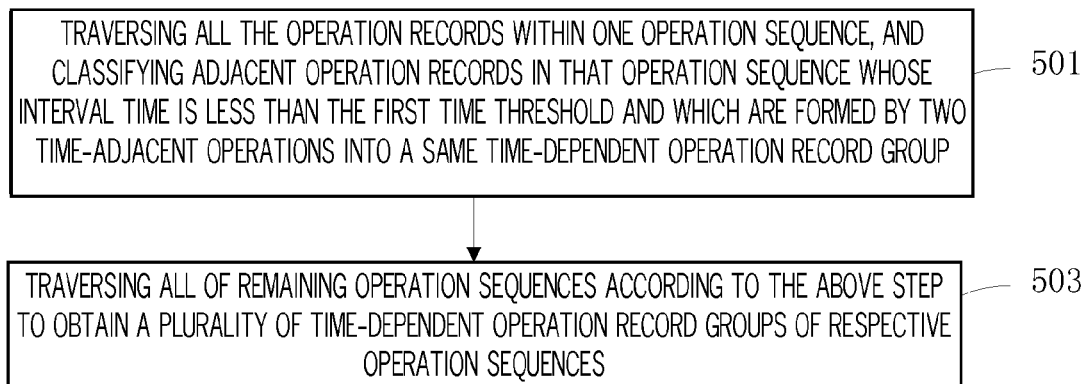 TRAVERSING ALL THE OPERATION RECORDS WITHIN ONE OPERATION SEQUENCE, AND
CLASSIFYING ADJACENT OPERATION RECORDS IN THAT OPERATION SEQUENCE WHOSE
INTERVAL TIME IS LESS THAN THE FIRST TIME THRESHOLD AND WHICH ARE FORMED BY TWO
TIME-ADJACENT OPERATIONS INTO A SAME TIME-DEPENDENT OPERATION RECORD GROUP
501
TRAVERSING ALL OF REMAINING OPERATION SEQUENCES ACCORDING TO THE ABOVE STEP
TO OBTAIN A PLURALITY OF TIME-DEPENDENT OPERATION RECORD GROUPS OF RESPECTIVE
OPERATION SEQUENCES
503